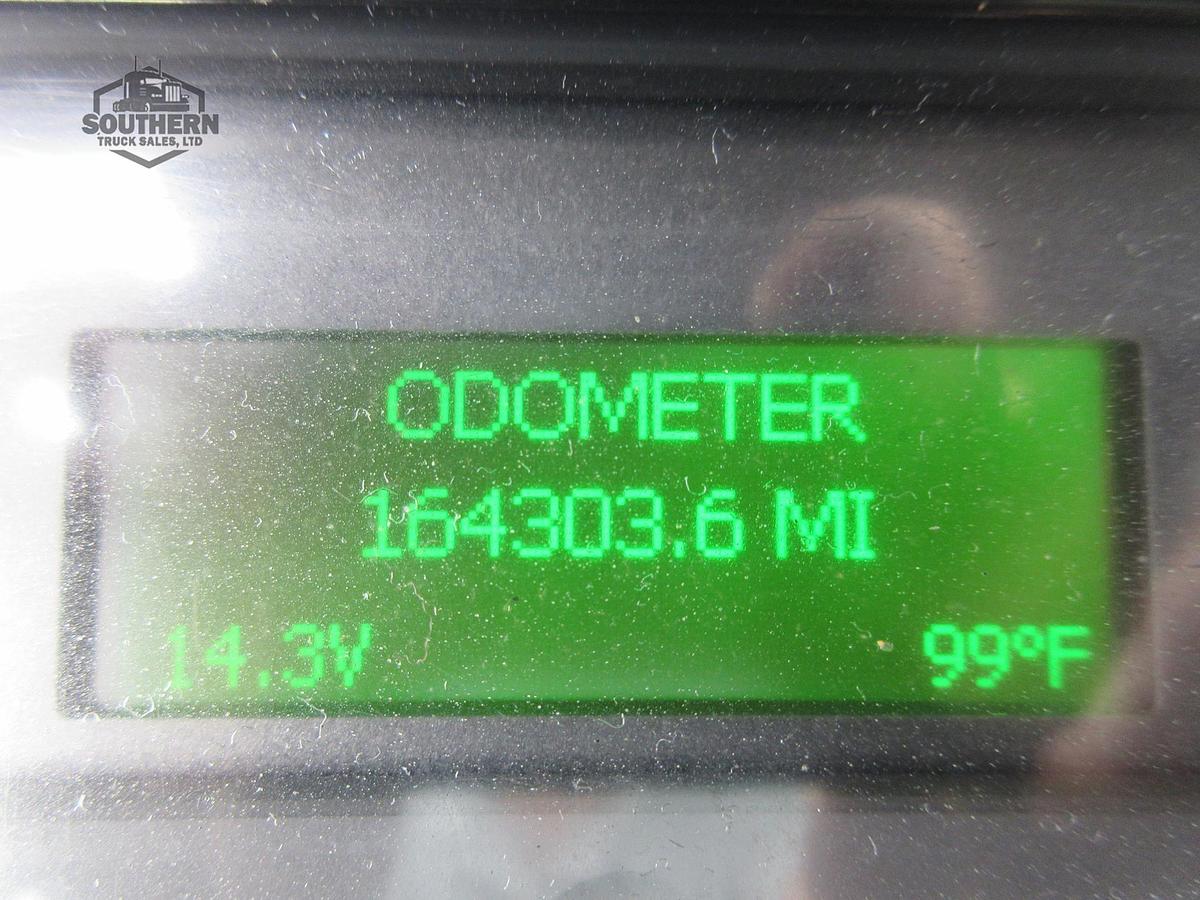 SOUTHERN
TRUCK SALES, LTD
ODOMETER
164303.6 MI
14.3V 99°F